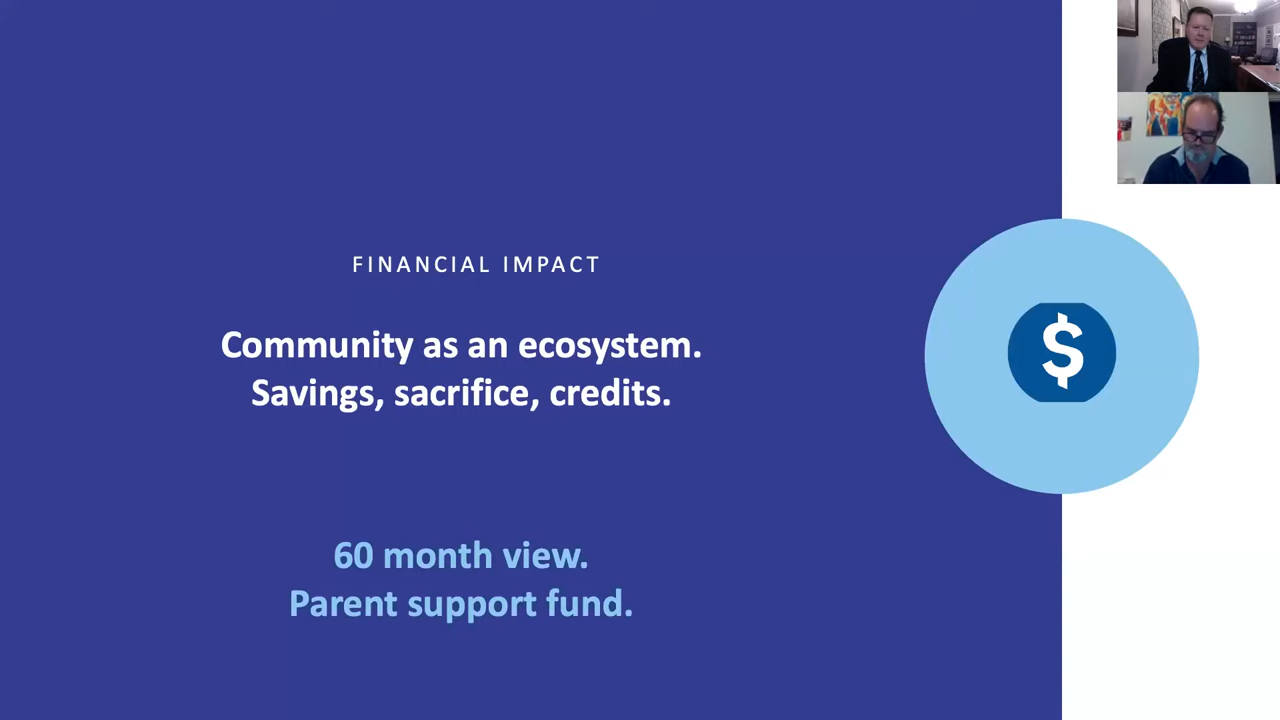 FINANCIAL IMPACT
Community as an ecosystem.
Savings, sacrifice, credits.
$
60 month view.
Parent support fund.